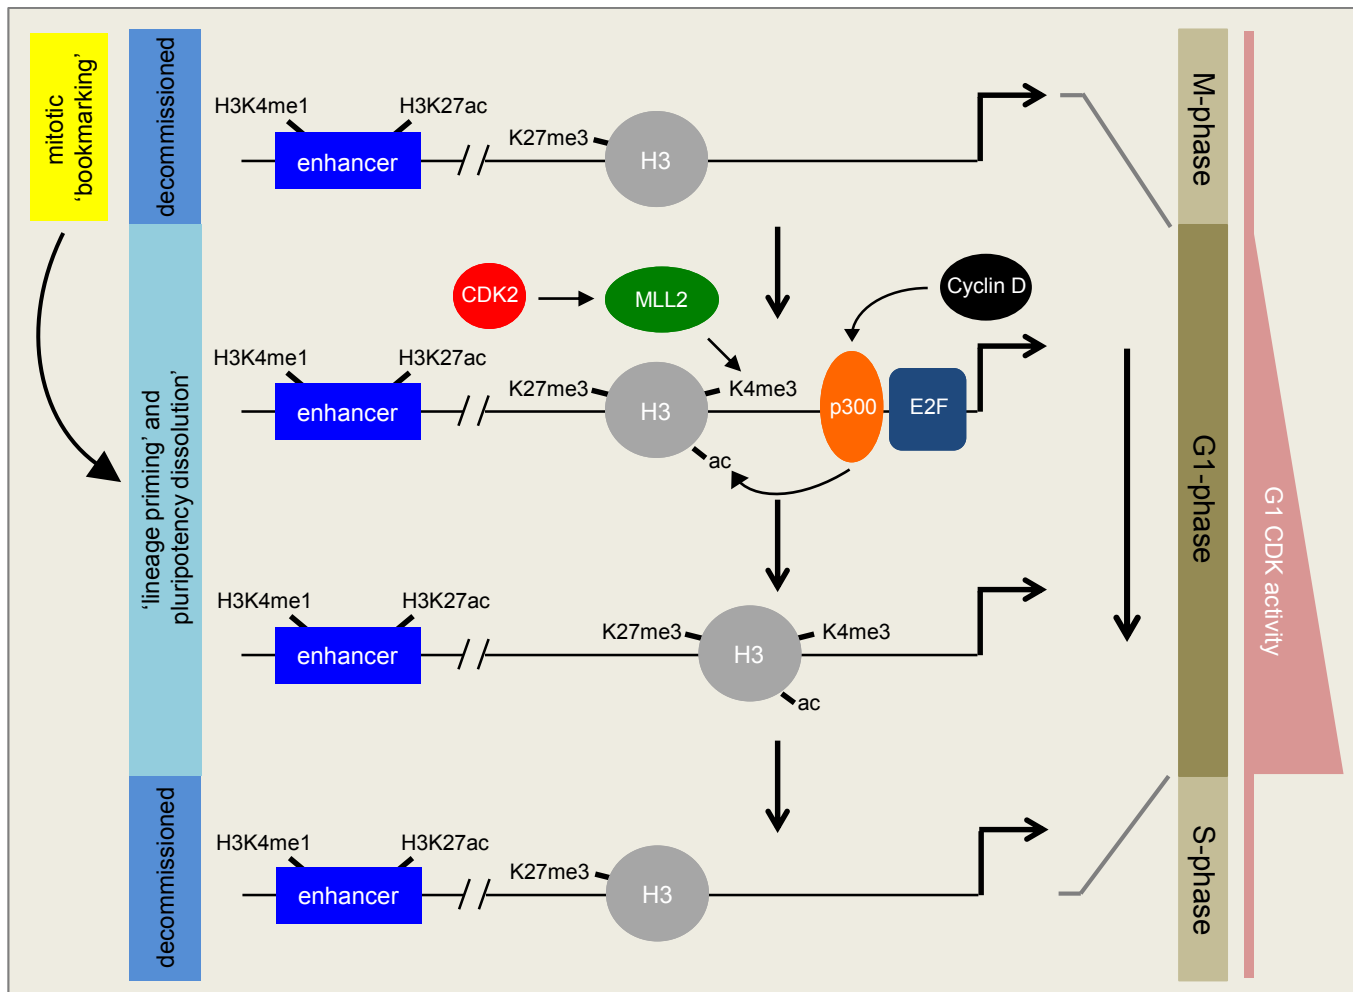 mitotic
‘bookmarking’
decommissioned
H3K4me1
H3K27ac
enhancer
K27me3
H3
M-phase
‘lineage priming’ and
pluripotency dissolution’
CDK2
MLL2
Cyclin D
H3K4me1
H3K27ac
enhancer
K27me3
H3
K4me3
ac
p300
E2F
G1-phase
G1 CDK activity
H3K4me1
H3K27ac
enhancer
K27me3
H3
K4me3
ac
decommissioned
H3K4me1
H3K27ac
enhancer
K27me3
H3
S-phase